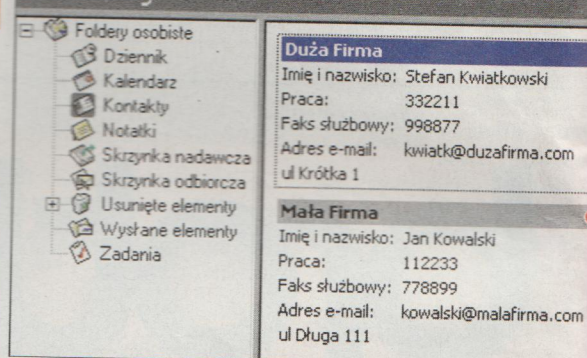 Foldery osobiste
Dziennik
Kalendarz
Kontakty
Notatki
Skrzynka nadawcza
Skrzynka odbiorcza
Usunięte elementy
Wysłane elementy
Zadania
Duża Firma
Imię i nazwisko: Stefan Kwiatkowski
Praca: 332211
Faks służbowy: 998877
Adres e-mail: kwiatk@duzafirma.com
ul Krótka 1
Mała Firma
Imię i nazwisko: Jan Kowalski
Praca: 112233
Faks służbowy: 778899
Adres e-mail: kowalski@malafirma.com
ul Długa 111